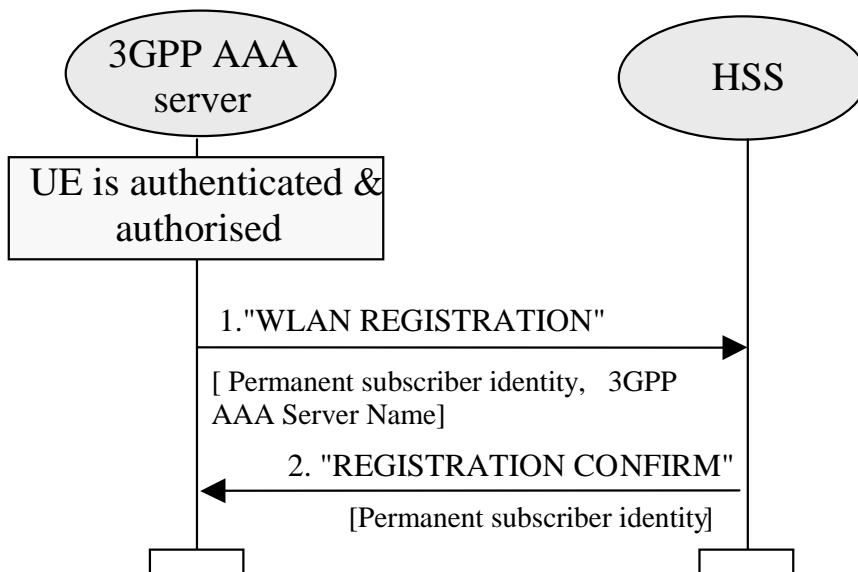 3GPP AAA
server
HSS
UE is authenticated &
authorised
1."WLAN REGISTRATION"
[ Permanent subscriber identity, 3GPP
AAA Server Name]
2. "REGISTRATION CONFIRM"
[Permanent subscriber identity]